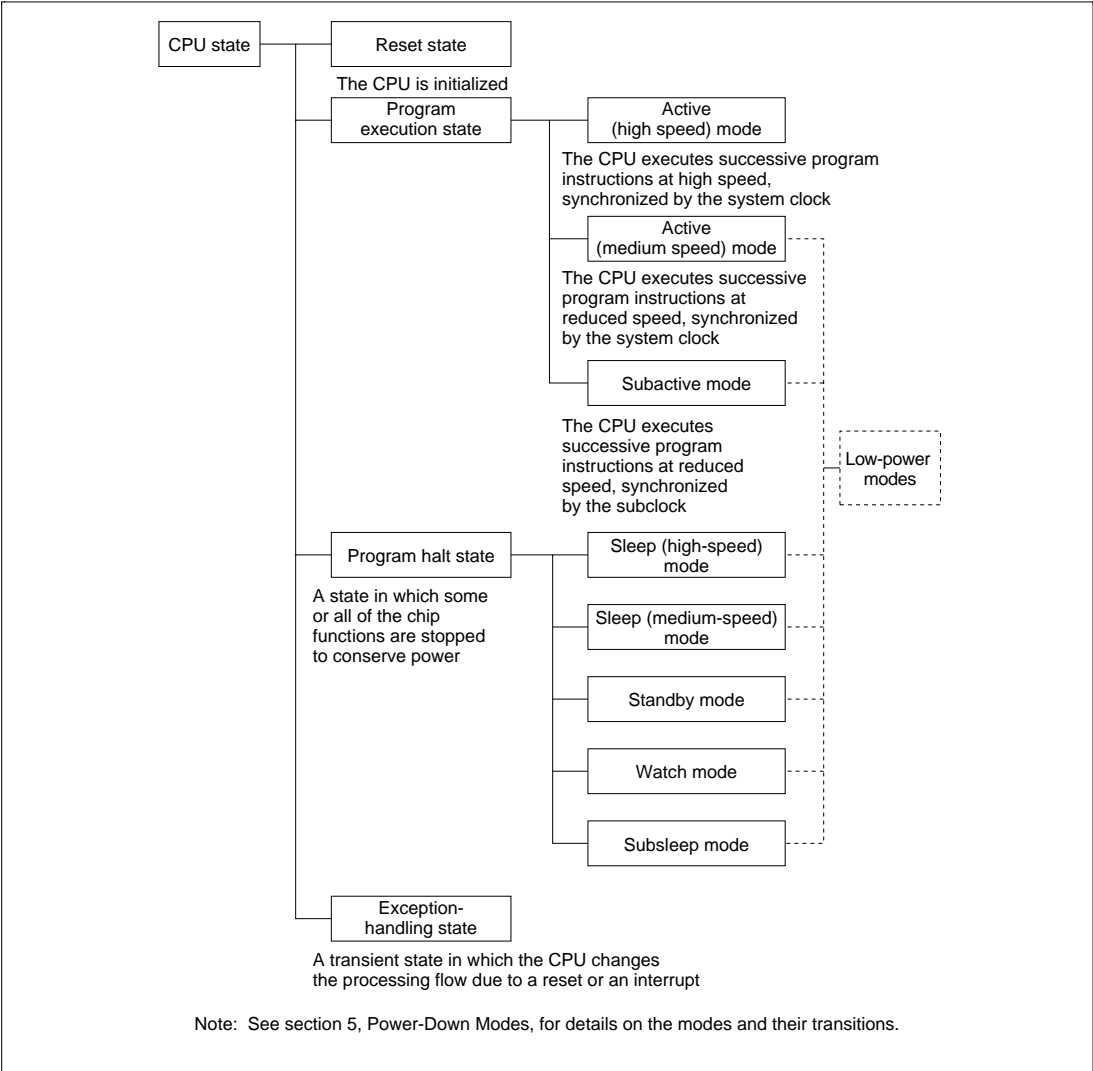 CPU state
Reset state
The CPU is initialized
Program
execution state
Active
(high speed) mode
The CPU executes successive program
instructions at high speed,
synchronized by the system clock
Active
(medium speed) mode
The CPU executes successive
program instructions at
reduced speed, synchronized
by the system clock
Subactive mode
The CPU executes
successive program
instructions at reduced
speed, synchronized
by the subclock
Low-power
modes
Program halt state
A state in which some
or all of the chip
functions are stopped
to conserve power
Sleep (high-speed)
mode
Sleep (medium-speed)
mode
Standby mode
Watch mode
Subsleep mode
Exception-
handling state
A transient state in which the CPU changes
the processing flow due to a reset or an interrupt
Note: See section 5, Power-Down Modes, for details on the modes and their transitions.